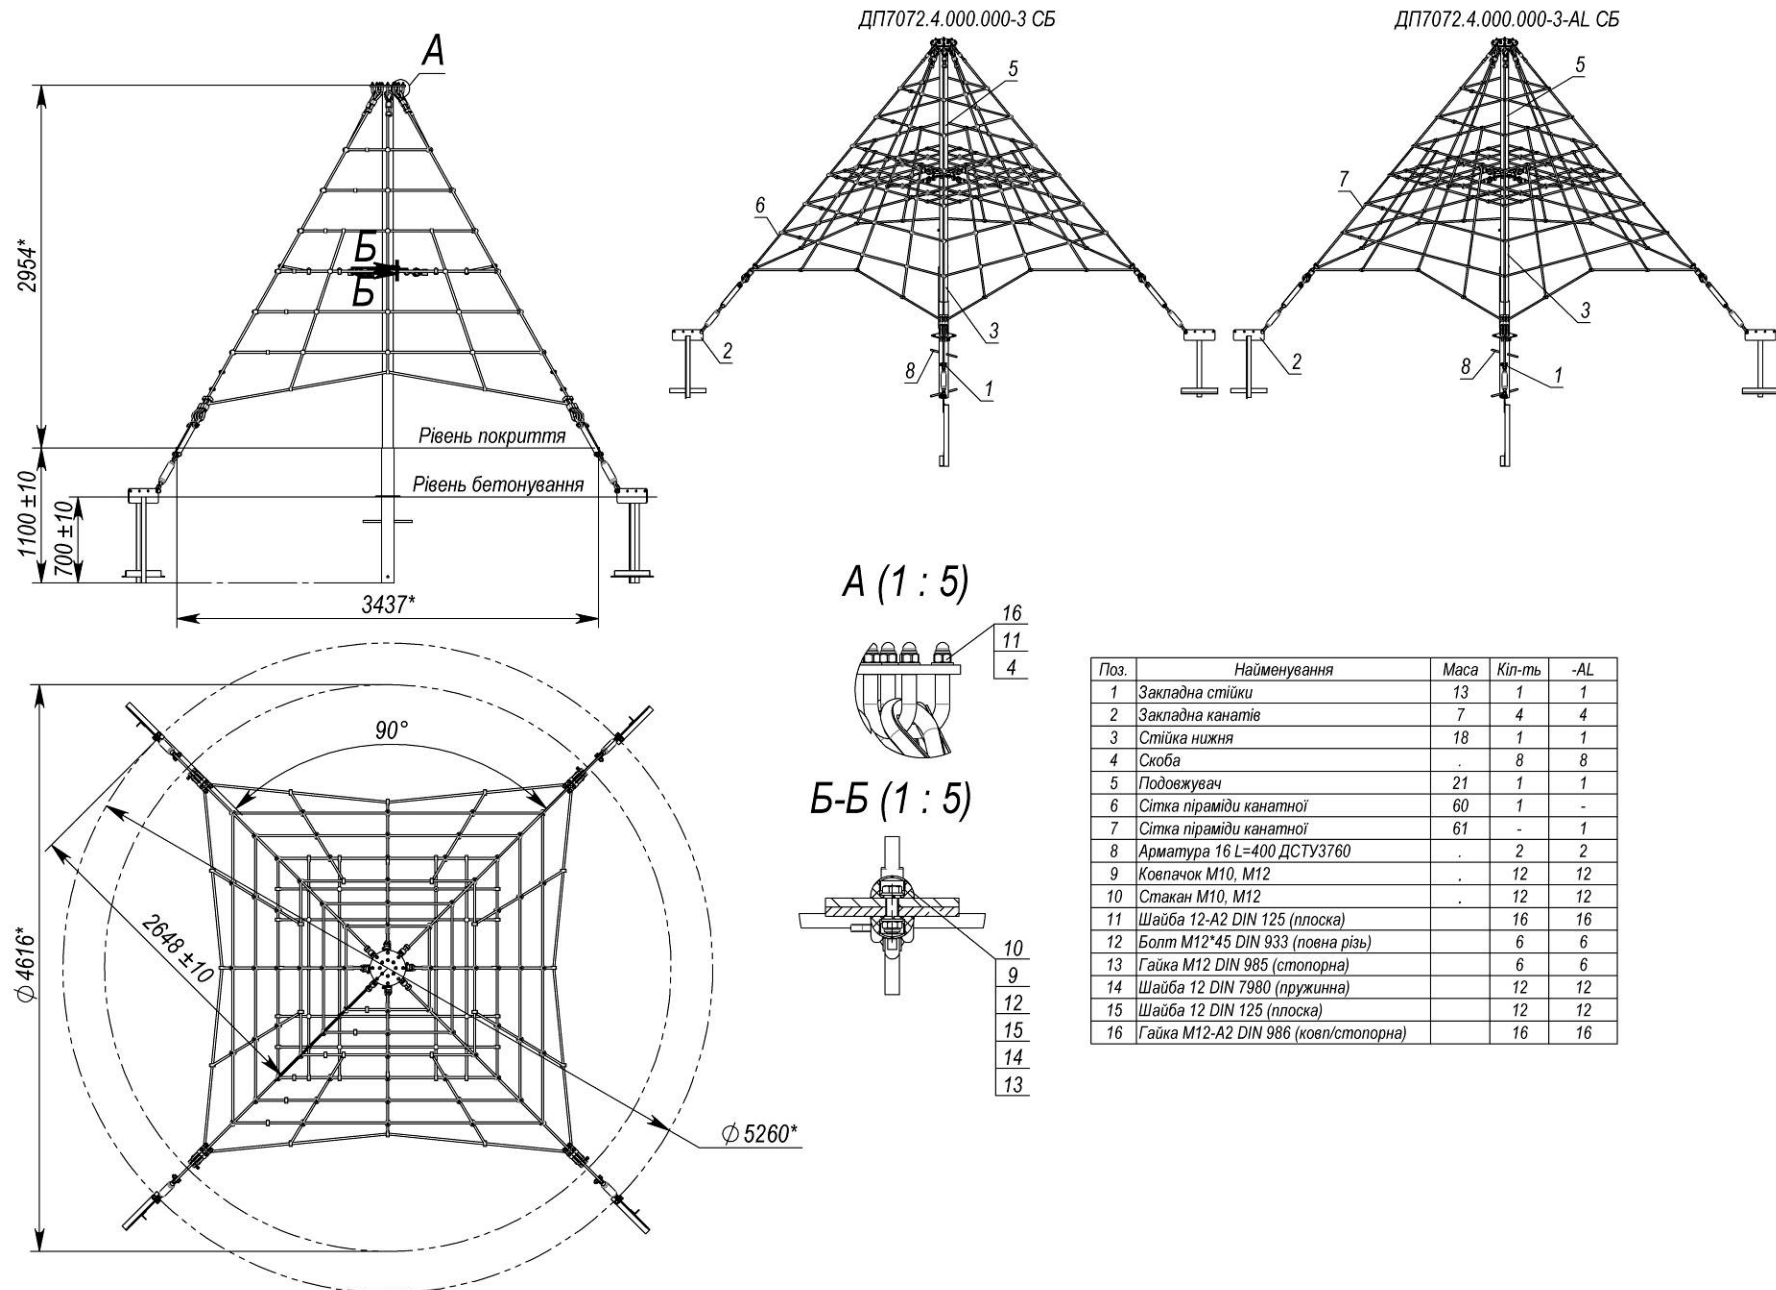 ДП7072.4.000.000-3 СБ
ДП7072.4.000.000-3-AL СБ
А
2954*
Б
Б
Рівень покриття
Рівень бетонування
1100 ±10
700 ±10
3437*
5
6
2
3
8
1
5
7
2
3
8
1
А (1 : 5)
16
11
4
Б-Б (1 : 5)
10
9
12
15
14
13
90°
2648 ±10
∅ 4616*
∅ 5260*
Поз. Найменування Маса Кіл-ть -AL
1 Закладна стійки 13 1 1
2 Закладна канатів 7 4 4
3 Стійка нижня 18 1 1
4 Скоба . 8 8
5 Подовжувач 21 1 1
6 Сітка піраміди канатної 60 1 -
7 Сітка піраміди канатної 61 - 1
8 Арматура 16 L=400 ДСТУ3760 . 2 2
9 Ковпачок М10, М12 . 12 12
10 Стакан М10, М12 . 12 12
11 Шайба 12-А2 DIN 125 (плоска) 16 16
12 Болт М12*45 DIN 933 (повна різь) 6 6
13 Гайка М12 DIN 985 (стопорна) 6 6
14 Шайба 12 DIN 7980 (пружинна) 12 12
15 Шайба 12 DIN 125 (плоска) 12 12
16 Гайка М12-А2 DIN 986 (ковп/стопорна) 16 16